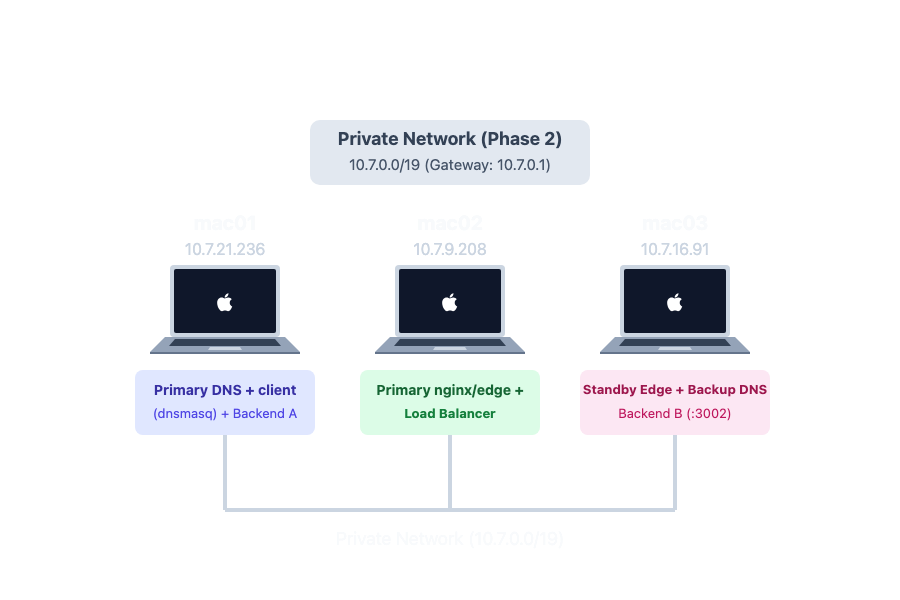 Private Network (Phase 2)
10.7.0.0/19 (Gateway: 10.7.0.1)
mac01
mac02
mac03
10.7.21.236
10.7.9.208
10.7.16.91
Primary DNS + client
(dnsmasq) + Backend A
Primary nginx/edge +
Load Balancer
Standby Edge + Backup DNS
Backend B (:3002)
Private Network (10.7.0.0/19)